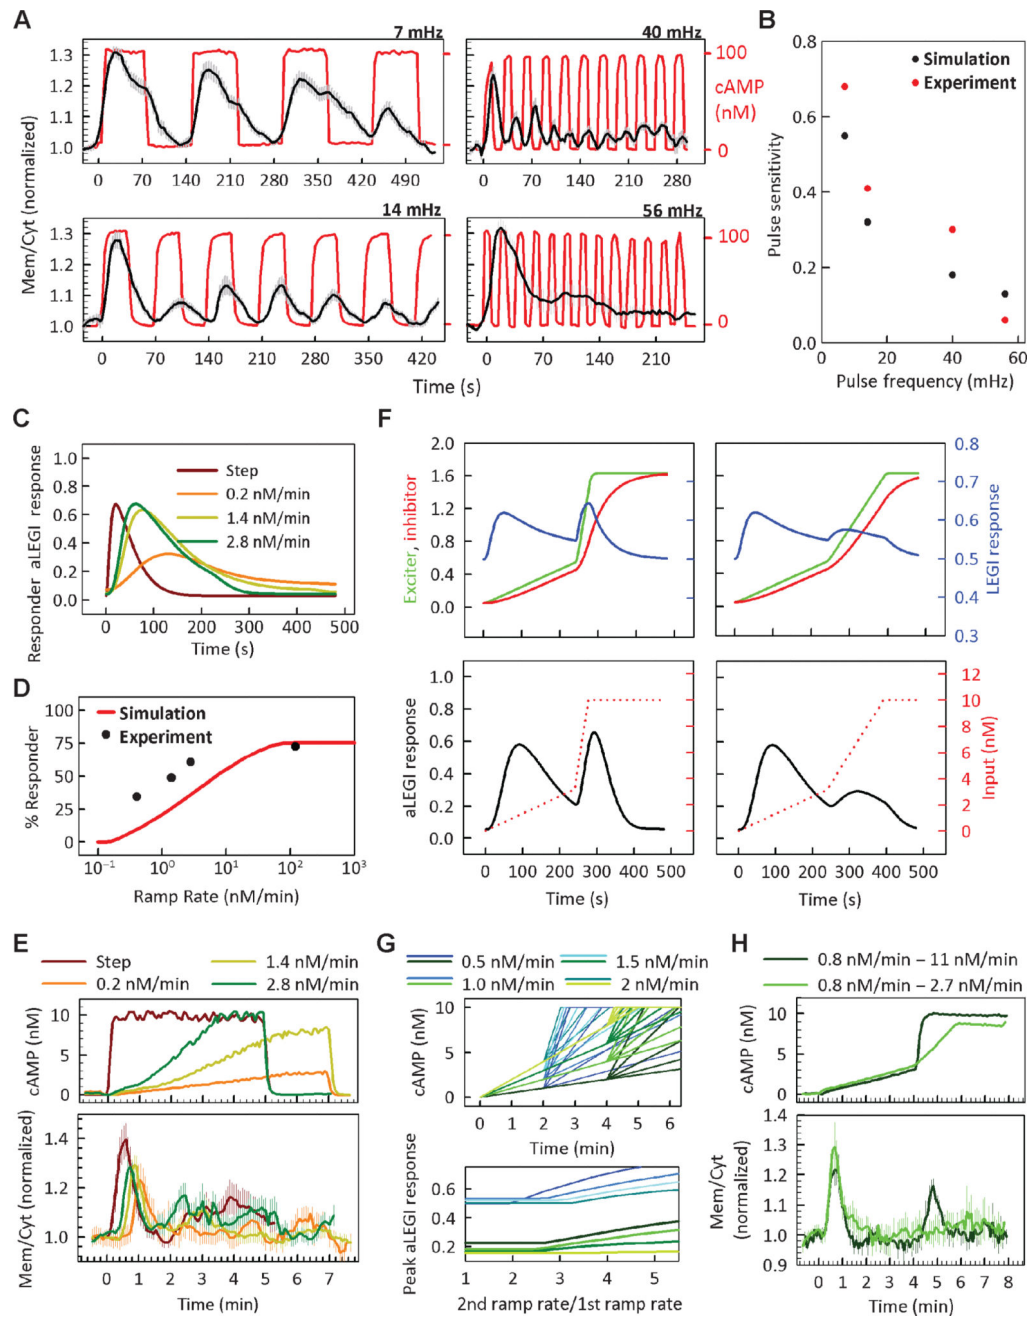 A
B
7 mHz
40 mHz
Mem/Cyt (normalized)
1.3
1.2
1.1
1.0
0 70 140 210 280 350 420 490
100
cAMP
(nM)
0
0 70 140 210 280
14 mHz
56 mHz
1.3
1.1
1.0
0 70 140 210 280 350 420
100
0
0 70 140 210
Time (s)
Pulse sensitivity
0.8
0.6
0.4
0.2
0.0
Simulation
Experiment
0 20 40 60
Pulse frequency (mHz)
C
Responder aLEGI response
1.0
0.8
0.6
0.4
0.2
0.0
Step
0.2 nM/min
1.4 nM/min
2.8 nM/min
0 100 200 300 400 500
Time (s)
D
% Responder
100
75
50
25
0
Simulation
Experiment
10⁻¹ 10⁰ 10¹ 10² 10³
Ramp Rate (nM/min)
F
Exciter, inhibitor
2.0
1.6
1.2
0.8
0.4
0.0
0.8
0.7
0.6
0.5
0.4
0.3
LEGI response
aLEGI response
1.0
0.8
0.6
0.4
0.2
0.0
12
10
8
6
4
2
0
Input (nM)
0 100 200 300 400 500
0 100 200 300 400 500
Time (s)
Time (s)
E
Step
1.4 nM/min
0.2 nM/min
2.8 nM/min
cAMP (nM)
10
5
0
Mem/Cyt (normalized)
1.4
1.2
1.0
0 1 2 3 4 5 6 7
Time (min)
G
0.5 nM/min
1.5 nM/min
1.0 nM/min
2 nM/min
cAMP (nM)
10
5
0
0 1 2 3 4 5 6
Time (min)
Peak aLEGI response
0.6
0.4
0.2
1 2 3 4 5
2nd ramp rate/1st ramp rate
H
0.8 nM/min – 11 nM/min
0.8 nM/min – 2.7 nM/min
cAMP (nM)
10
5
0
Mem/Cyt
(normalized)
1.4
1.3
1.2
1.1
1.0
0.9
0 1 2 3 4 5 6 7 8
Time (min)